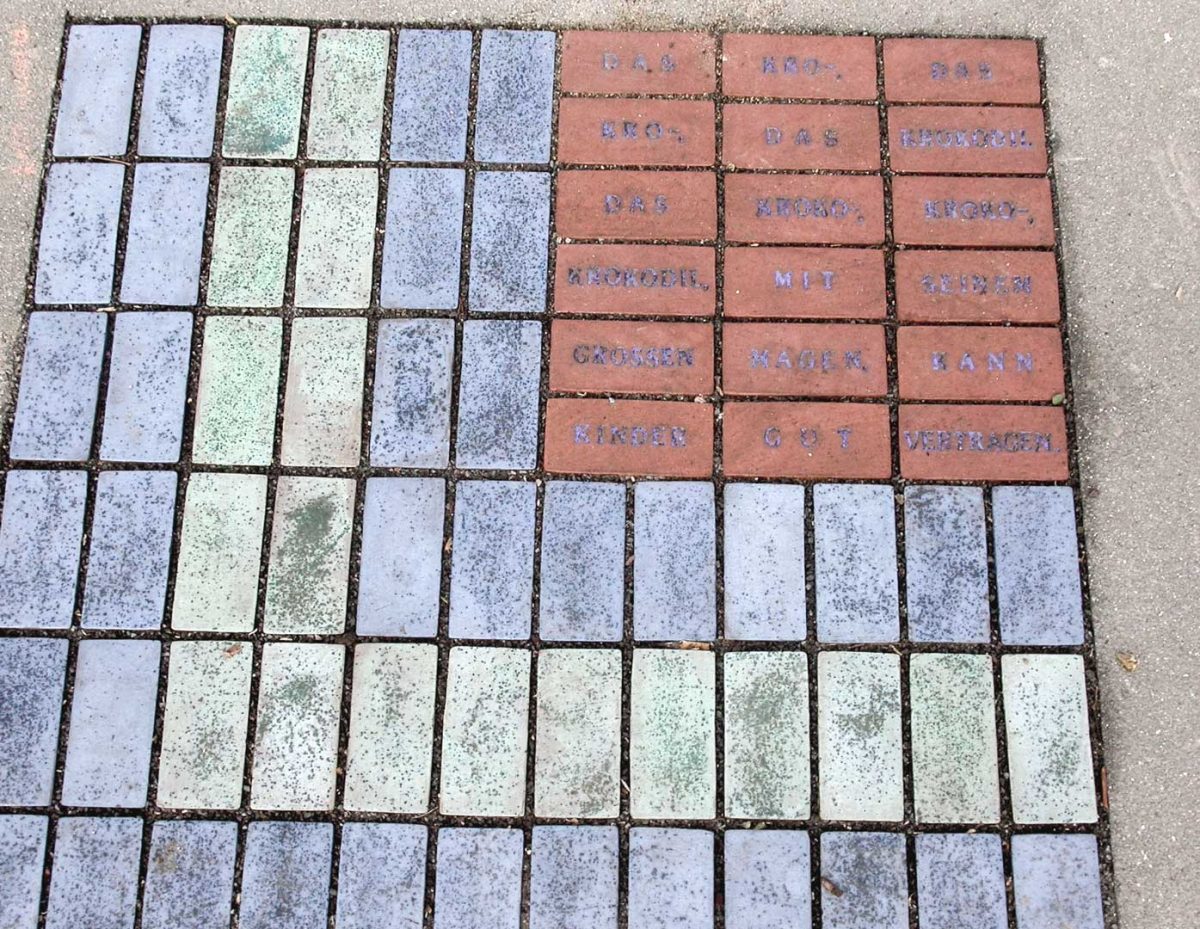 DAS KRO-, DAS
KRO-, DAS KROKODIL
DAS KROKO-, KROKO-,
KROKODIL, MIT SEINEM
GROSSEN MAGEN, KANN
KINDER GUT VERTRAGEN.